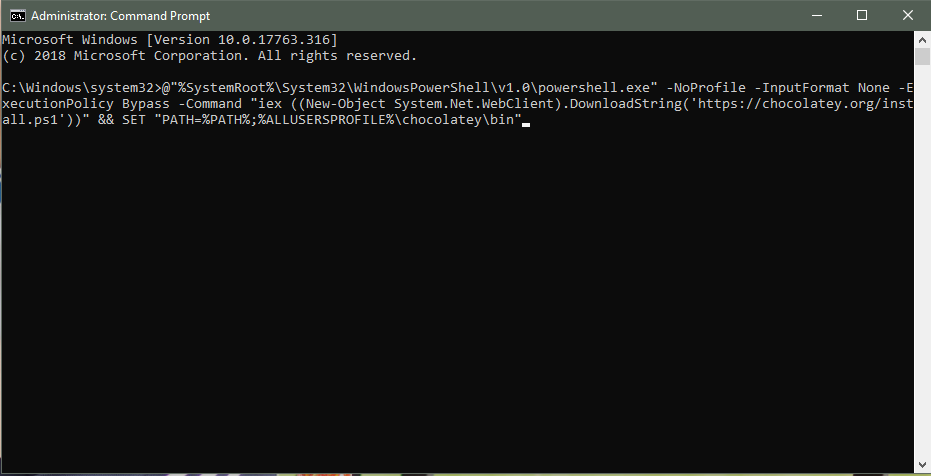 Administrator: Command Prompt
Microsoft Windows [Version 10.0.17763.316]
(c) 2018 Microsoft Corporation. All rights reserved.
C:\Windows\system32>@"%SystemRoot%\System32\WindowsPowerShell\v1.0\powershell.exe" -NoProfile -InputFormat None -E
xecutionPolicy Bypass -Command "iex ((New-Object System.Net.WebClient).DownloadString('https://chocolatey.org/inst
all.ps1'))" && SET "PATH=%PATH%;%ALLUSERSPROFILE%\chocolatey\bin"